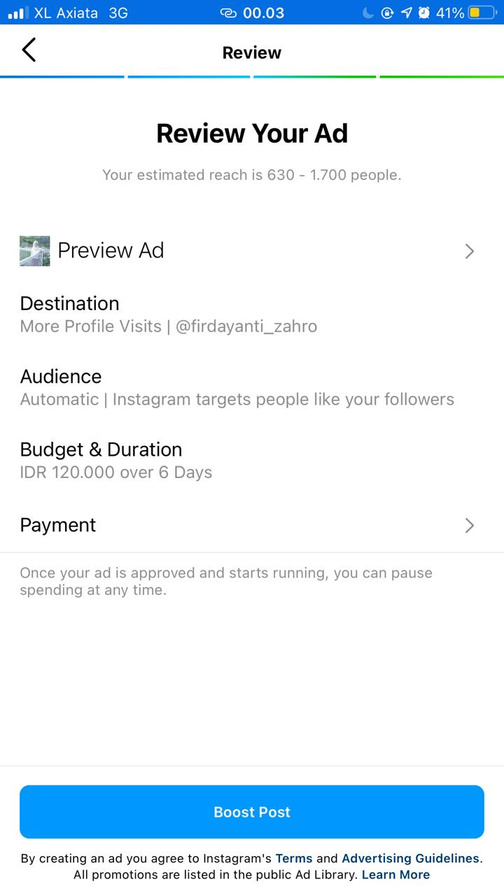 XL Axiata 3G 00.03 41%
Review
Review Your Ad
Your estimated reach is 630 - 1.700 people.
Preview Ad
Destination
More Profile Visits | @firdayanti_zahro
Audience
Automatic | Instagram targets people like your followers
Budget & Duration
IDR 120.000 over 6 Days
Payment
Once your ad is approved and starts running, you can pause
spending at any time.
Boost Post
By creating an ad you agree to Instagram's Terms and Advertising Guidelines.
All promotions are listed in the public Ad Library. Learn More